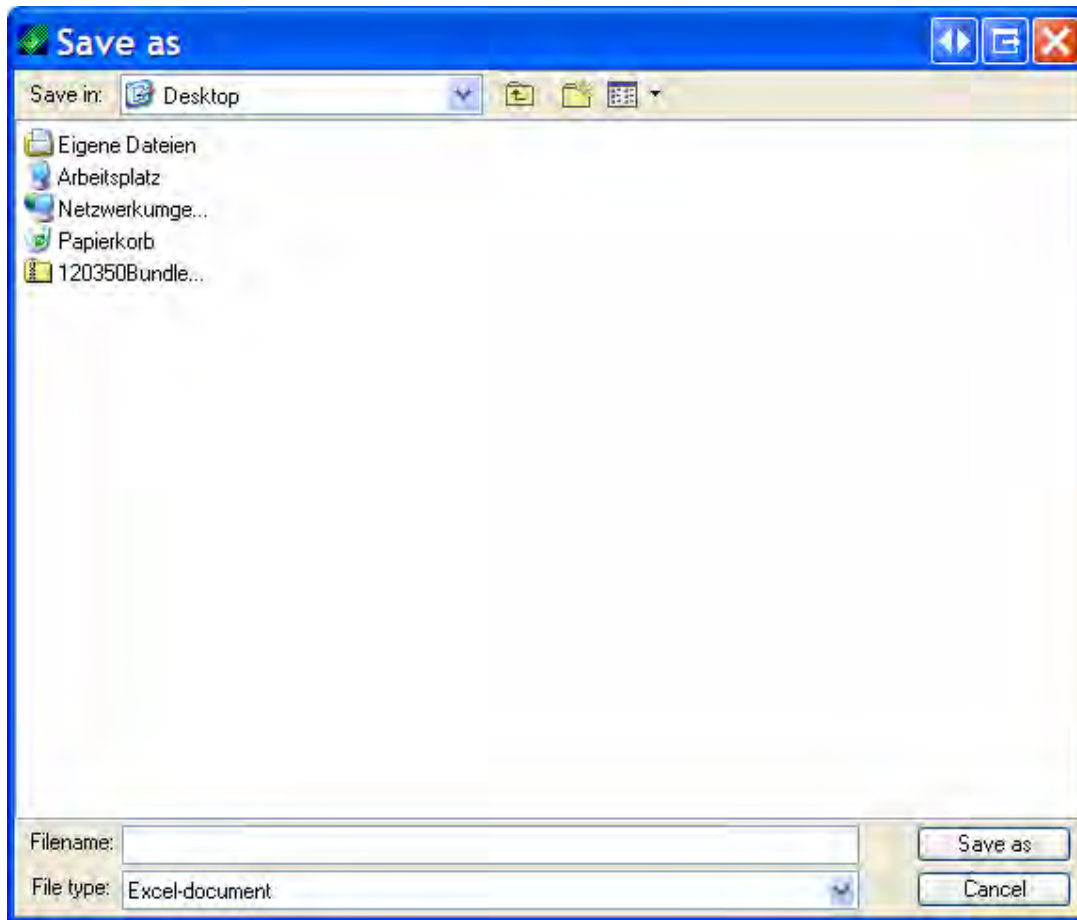 Save as
Save in: Desktop
Eigene Dateien
Arbeitsplatz
Netzwerkumge...
Papierkorb
120350Bundle...
Filename: Save as
File type: Excel-document Cancel